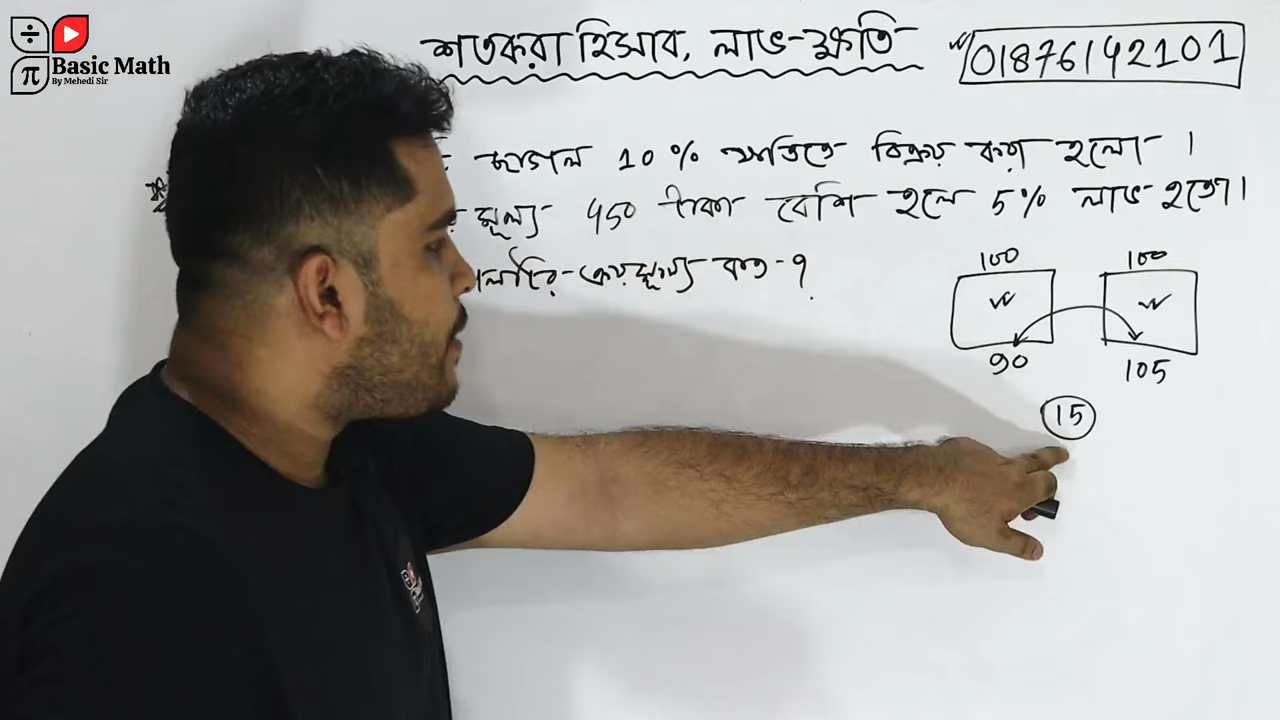 ÷
π
Basic Math
By Mehedi Sir
শতকরা হিসাব, লাভ-ক্ষতি
01876142101
ছাগল 10% ক্ষতিতে বিক্রয় করা হলো।
মূল্য 450 টাকা বেশি হলে 5% লাভ হতো।
ক্রয়মূল্য কত?
100 100
90 105
15